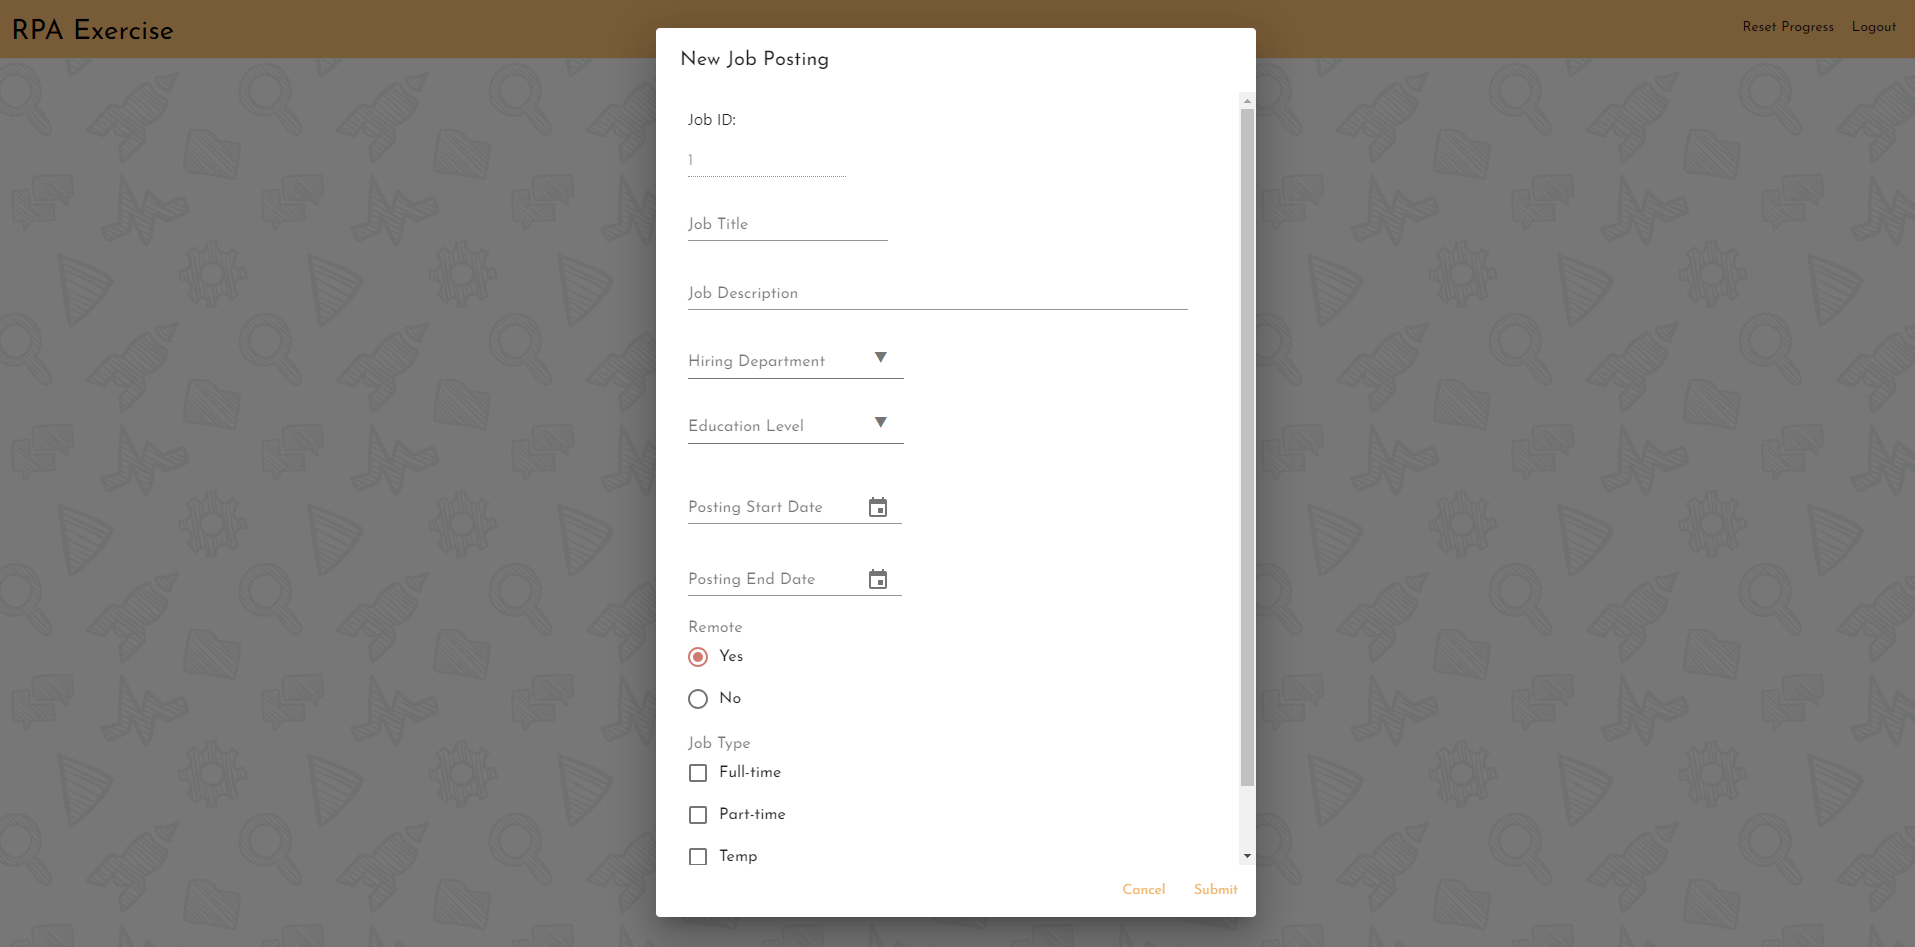 RPA Exercise
Reset Progress
Logout
New Job Posting
Job ID:
1
Job Title
Job Description
Hiring Department
Education Level
Posting Start Date
Posting End Date
Remote
Yes
No
Job Type
Full-time
Part-time
Temp
Cancel
Submit